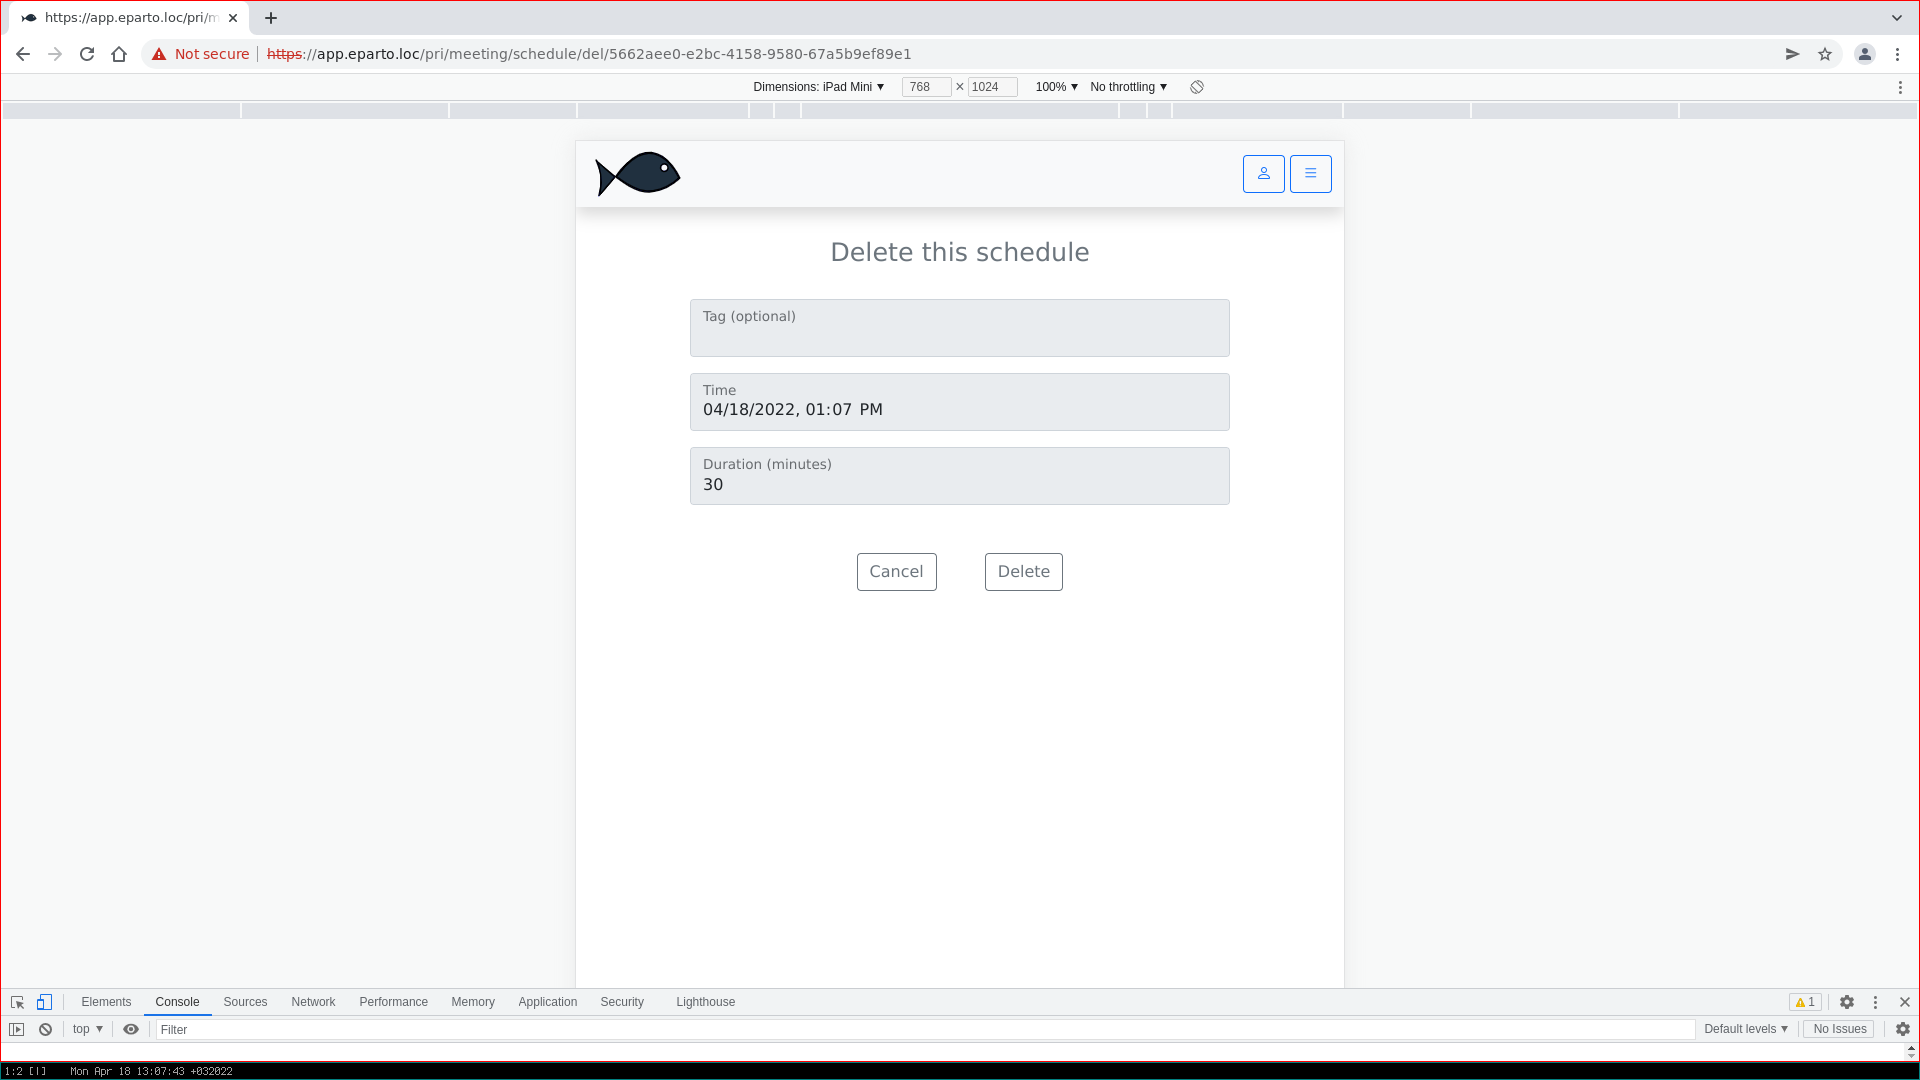 https://app.eparto.loc/pri/m
Not secure https://app.eparto.loc/pri/meeting/schedule/del/5662aee0-e2bc-4158-9580-67a5b9ef89e1
Dimensions: iPad Mini ▼ 768 × 1024 100% ▼ No throttling ▼
Delete this schedule
Tag (optional)
Time
04/18/2022, 01:07 PM
Duration (minutes)
30
Cancel Delete
Elements Console Sources Network Performance Memory Application Security Lighthouse 1
top ▼ Filter Default levels ▼ No Issues
1:2 [|] Mon Apr 18 13:07:43 +032022